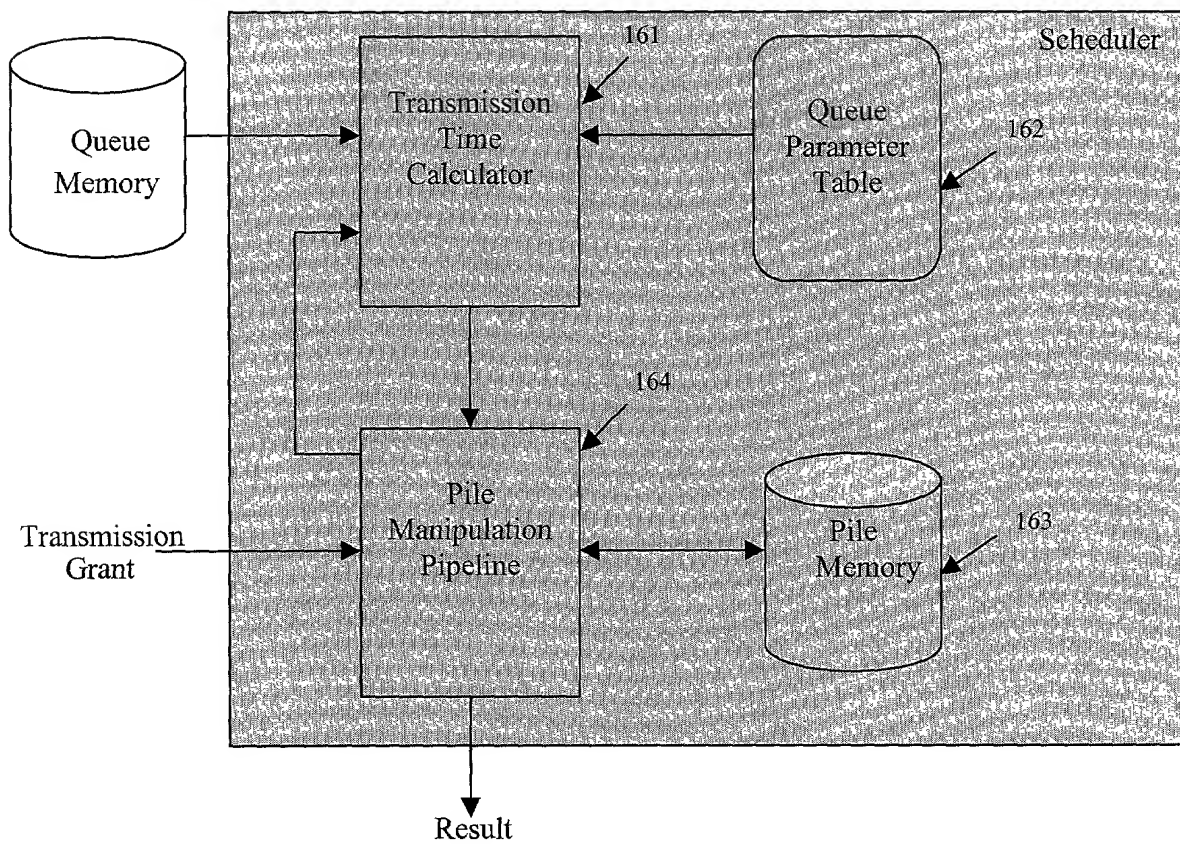 Scheduler
161
Transmission
Time
Calculator
Queue
Parameter
Table
162
Queue
Memory
164
Pile
Manipulation
Pipeline
Pile
Memory
163
Transmission
Grant
Result